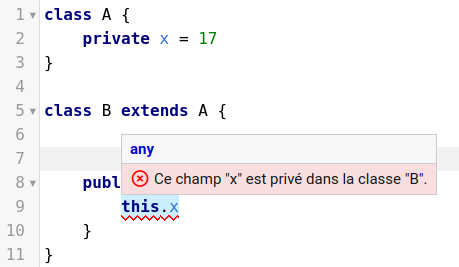 1 class A {
2 private x = 17
3 }
4
5 class B extends A {
6
any
7
Ce champ "x" est privé dans la classe "B".
8 publ
9 this.x
10 }
11 }